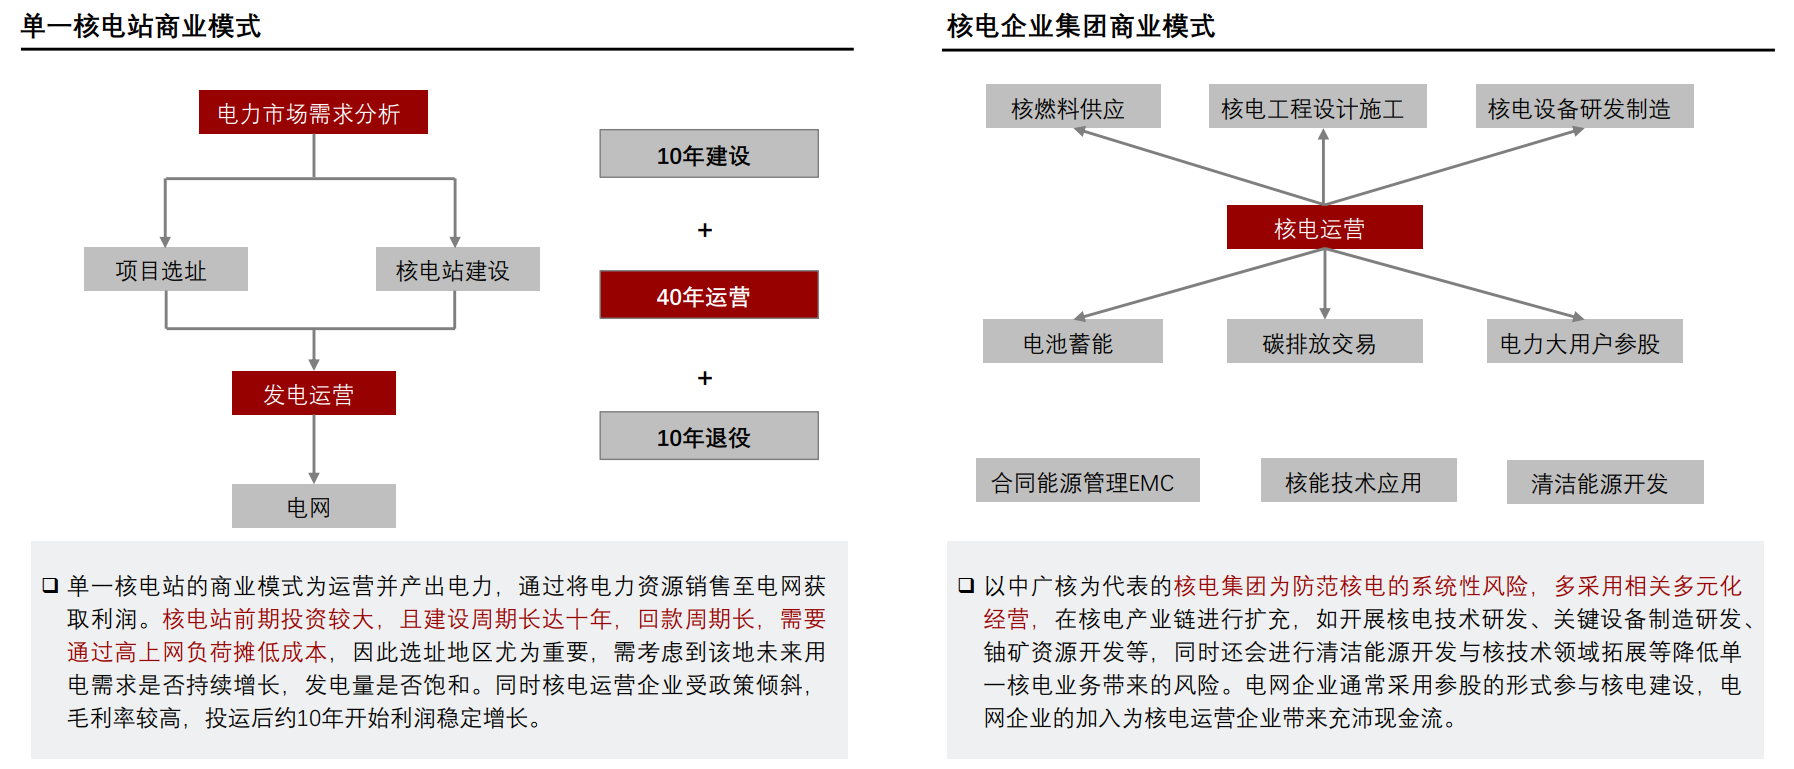 单一核电站商业模式
电力市场需求分析
项目选址
核电站建设
发电运营
电网
10年建设
+
40年运营
+
10年退役
❑ 单一核电站的商业模式为运营并产出电力，通过将电力资源销售至电网获
取利润。核电站前期投资较大，且建设周期长达十年，回款周期长，需要
通过高上网负荷摊低成本，因此选址地区尤为重要，需考虑到该地未来用
电需求是否持续增长，发电量是否饱和。同时核电运营企业受政策倾斜，
毛利率较高，投运后约10年开始利润稳定增长。
核电企业集团商业模式
核燃料供应
核电工程设计施工
核电设备研发制造
核电运营
电池蓄能
碳排放交易
电力大用户参股
合同能源管理EMC
核能技术应用
清洁能源开发
❑ 以中广核为代表的核电集团为防范核电的系统性风险，多采用相关多元化
经营，在核电产业链进行扩充，如开展核电技术研发、关键设备制造研发、
铀矿资源开发等，同时还会进行清洁能源开发与核技术领域拓展等降低单
一核电业务带来的风险。电网企业通常采用参股的形式参与核电建设，电
网企业的加入为核电运营企业带来充沛现金流。